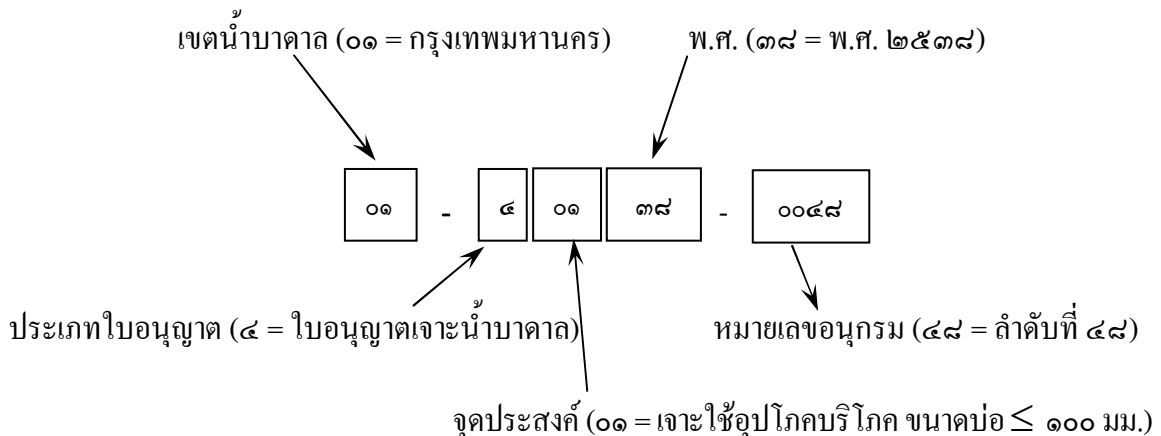 เขตน้ำบาดาล (๐๑ = กรุงเทพมหานคร) พ.ศ. (๓๘ = พ.ศ. ๒๕๓๘)
๐๑ - ๔ ๐๑ ๓๘ - ๐๐๔๘
ประเภทใบอนุญาต (๔ = ใบอนุญาตเจาะน้ำบาดาล) หมายเลขอนุกรม (๔๘ = ลำดับที่ ๔๘)
จุดประสงค์ (๐๑ = เจาะใช้อุปโภคบริโภค ขนาดบ่อ ≤ ๑๐๐ มม.)